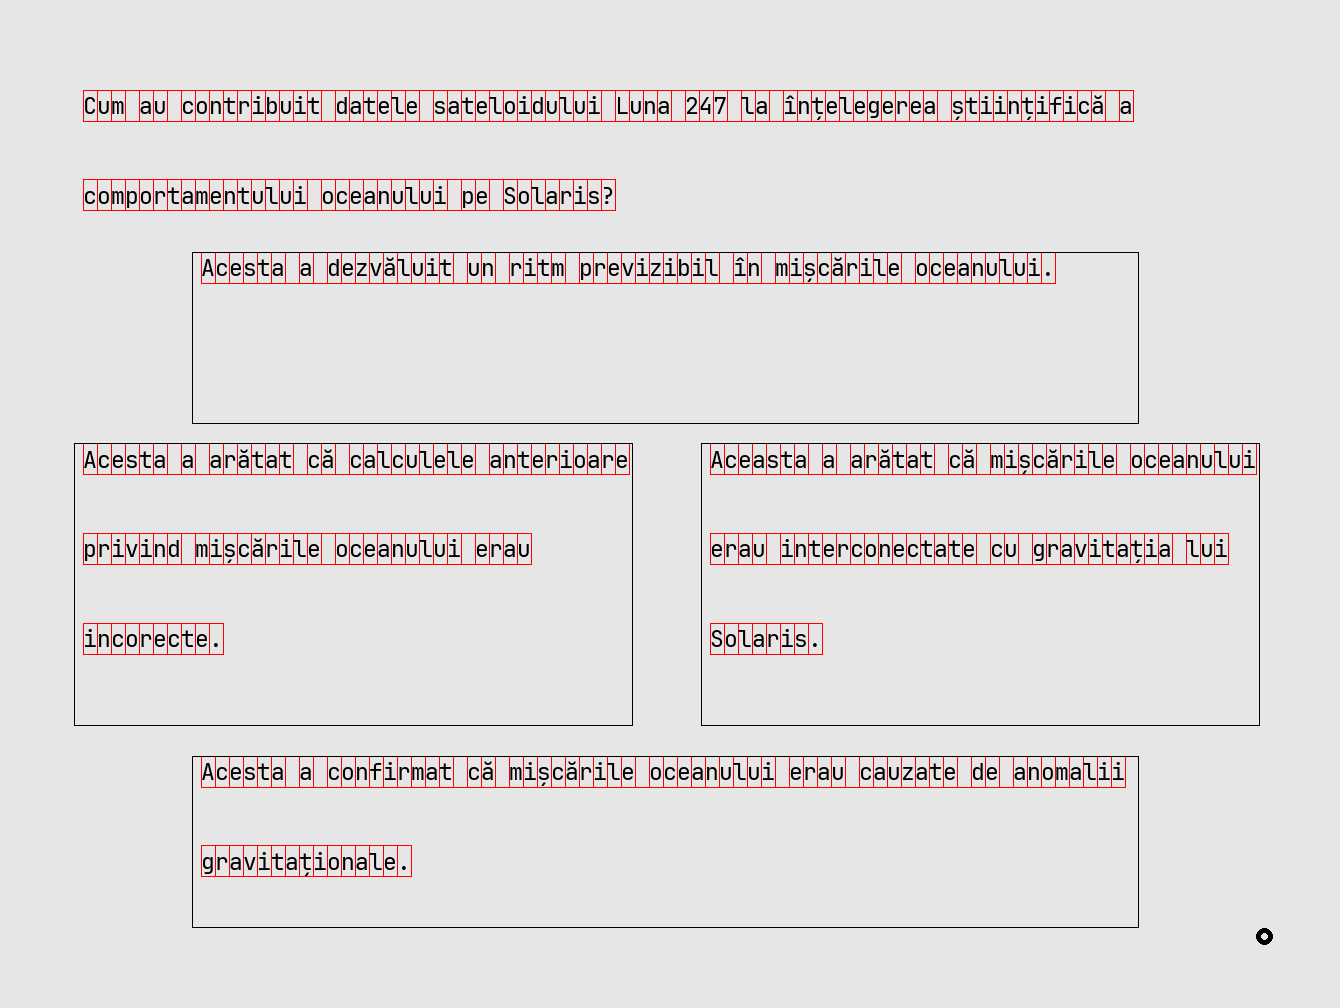 Cum au contribuit datele sateloidului Luna 247 la înțelegerea științifică a
comportamentului oceanului pe Solaris?
Acesta a dezvăluit un ritm previzibil în mișcările oceanului.
Acesta a arătat că calculele anterioare
privind mișcările oceanului erau
incorecte.
Aceasta a arătat că mișcările oceanului
erau interconectate cu gravitația lui
Solaris.
Acesta a confirmat că mișcările oceanului erau cauzate de anomalii
gravitaționale.